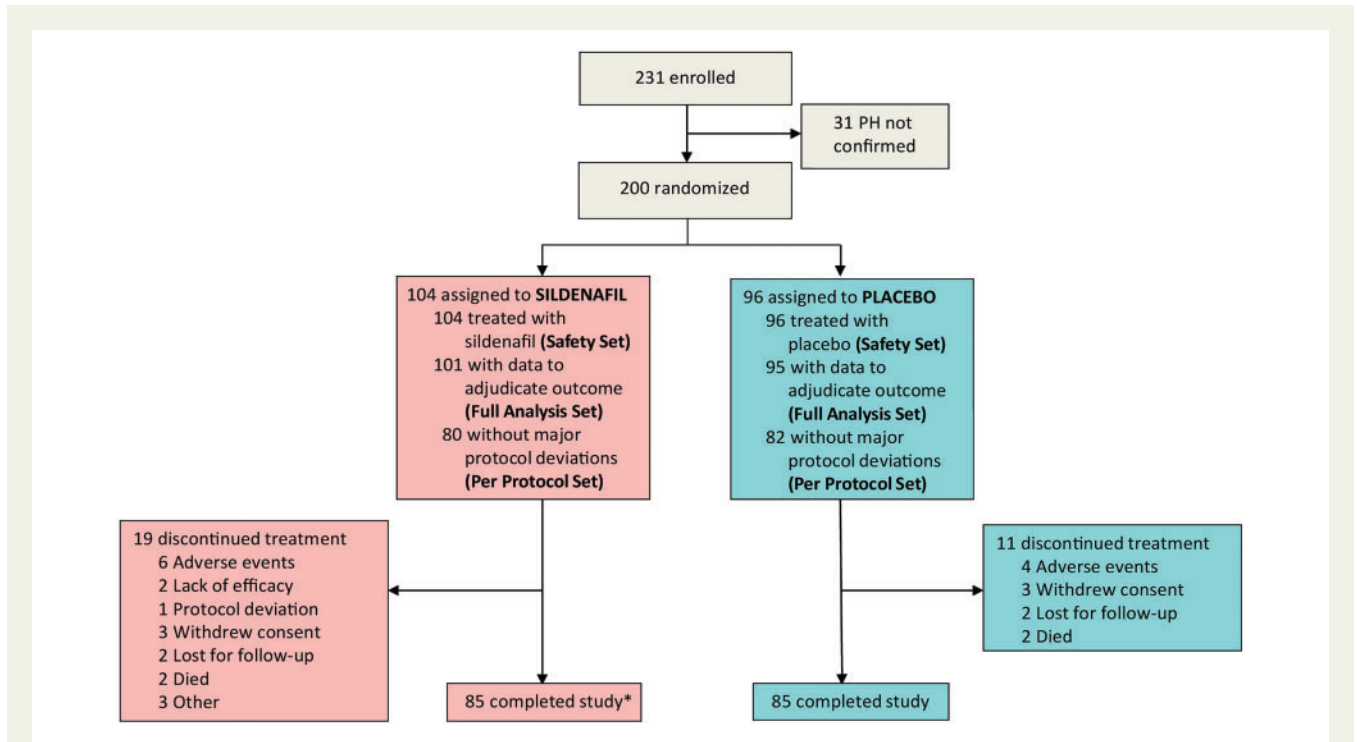 231 enrolled
31 PH not
confirmed
200 randomized
104 assigned to SILDENAFIL
104 treated with
sildenafil (Safety Set)
101 with data to
adjudicate outcome
(Full Analysis Set)
80 without major
protocol deviations
(Per Protocol Set)
96 assigned to PLACEBO
96 treated with
placebo (Safety Set)
95 with data to
adjudicate outcome
(Full Analysis Set)
82 without major
protocol deviations
(Per Protocol Set)
19 discontinued treatment
6 Adverse events
2 Lack of efficacy
1 Protocol deviation
3 Withdrew consent
2 Lost for follow-up
2 Died
3 Other
11 discontinued treatment
4 Adverse events
3 Withdrew consent
2 Lost for follow-up
2 Died
85 completed study*
85 completed study